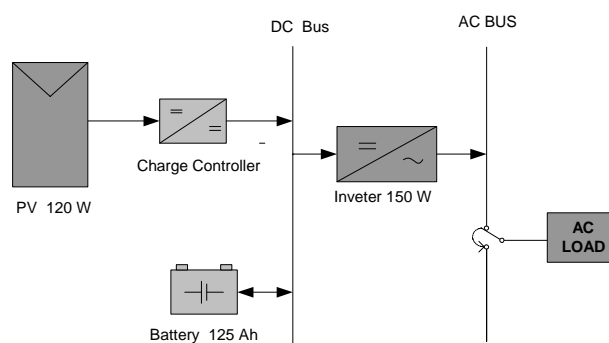 DC Bus
AC BUS
Charge Controller
PV 120 W
Inveter 150 W
AC
LOAD
Battery 125 Ah